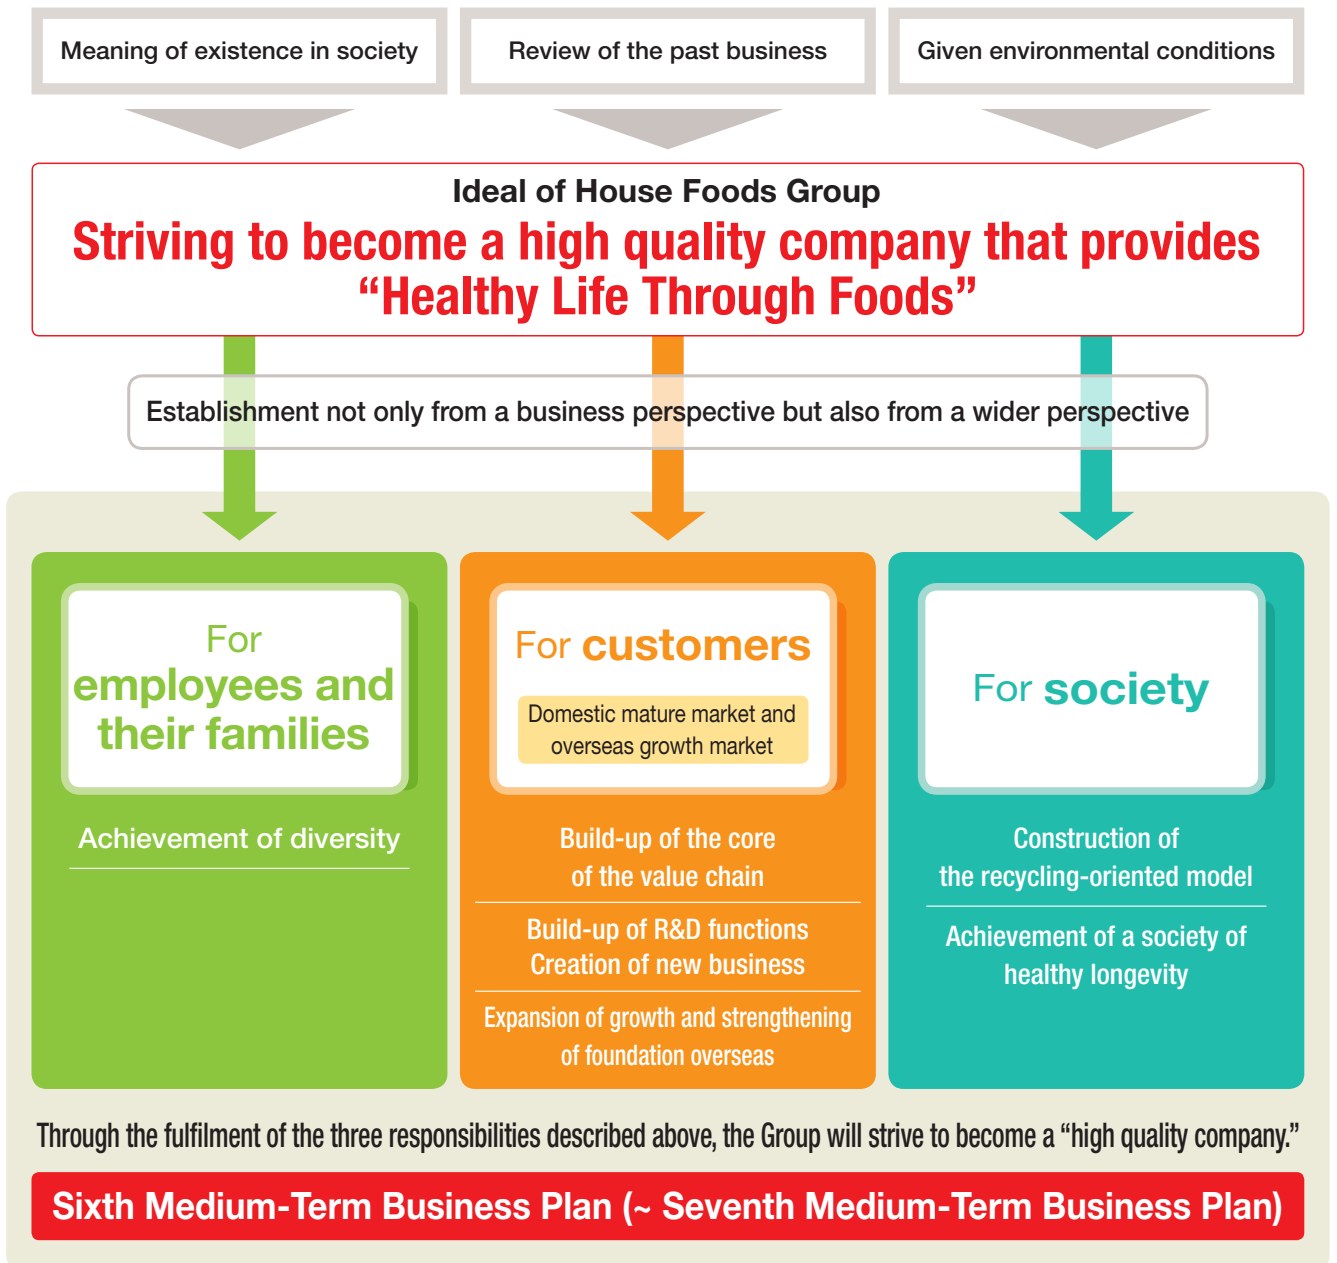 Meaning of existence in society
Review of the past business
Given environmental conditions
Ideal of House Foods Group
Striving to become a high quality company that provides
“Healthy Life Through Foods”
Establishment not only from a business perspective but also from a wider perspective
For
employees and
their families
Achievement of diversity
For customers
Domestic mature market and
overseas growth market
Build-up of the core
of the value chain
Build-up of R&D functions
Creation of new business
Expansion of growth and strengthening
of foundation overseas
For society
Construction of
the recycling-oriented model
Achievement of a society of
healthy longevity
Through the fulfilment of the three responsibilities described above, the Group will strive to become a “high quality company.”
Sixth Medium-Term Business Plan (~ Seventh Medium-Term Business Plan)